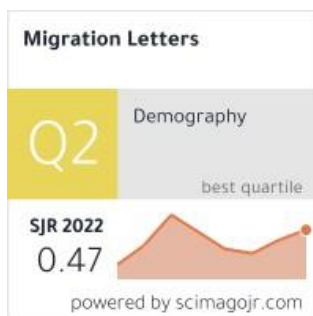 Migration Letters
Q2
Demography
best quartile
SJR 2022
0.47
powered by scimagojr.com